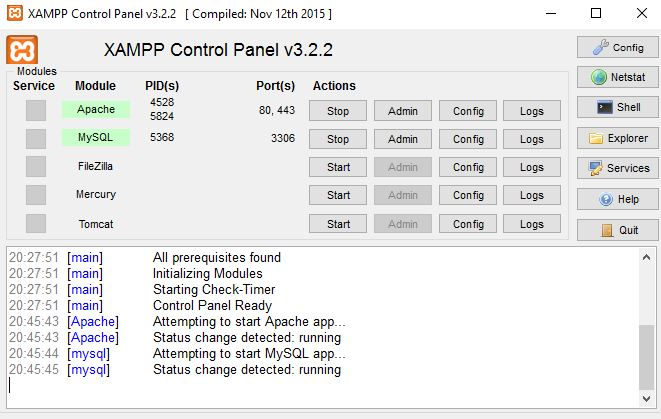 XAMPP Control Panel v3.2.2   [ Compiled: Nov 12th 2015 ]
XAMPP Control Panel v3.2.2
Config
Modules
Service Module PID(s) Port(s) Actions
Netstat
Apache 4528 5824 80, 443 Stop Admin Config Logs
Shell
MySQL 5368 3306 Stop Admin Config Logs
Explorer
FileZilla Start Admin Config Logs
Services
Mercury Start Admin Config Logs
Help
Tomcat Start Admin Config Logs
Quit
20:27:51 [main] All prerequisites found
20:27:51 [main] Initializing Modules
20:27:51 [main] Starting Check-Timer
20:27:51 [main] Control Panel Ready
20:45:43 [Apache] Attempting to start Apache app...
20:45:43 [Apache] Status change detected: running
20:45:44 [mysql] Attempting to start MySQL app...
20:45:45 [mysql] Status change detected: running